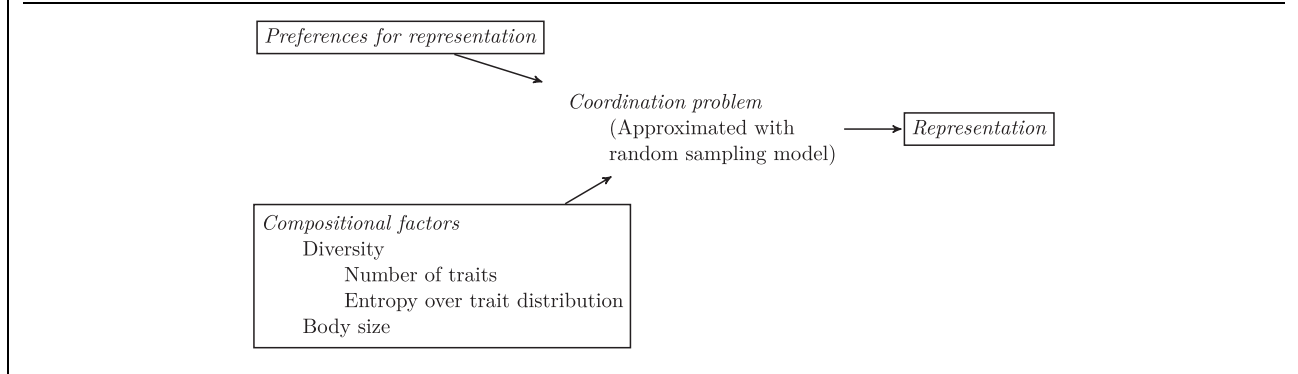 Preferences for representation
Coordination problem
(Approximated with
random sampling model)
Representation
Compositional factors
Diversity
Number of traits
Entropy over trait distribution
Body size